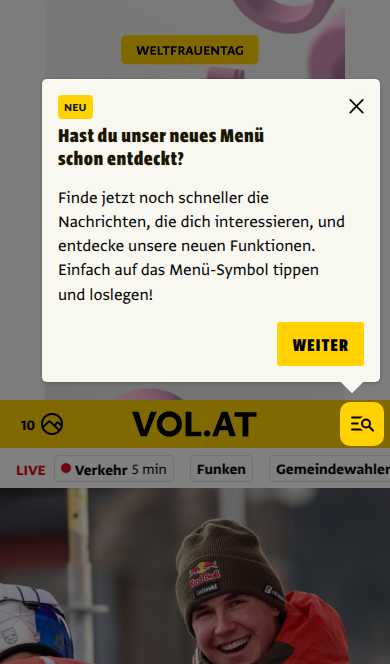 WELTFRAUENTAG
NEU
Hast du unser neues Menü
schon entdeckt?
Finde jetzt noch schneller die
Nachrichten, die dich interessieren, und
entdecke unsere neuen Funktionen.
Einfach auf das Menü-Symbol tippen
und loslegen!
WEITER
10 VOL.AT
LIVE Verkehr 5 min Funken Gemeindewahlen
Red Bull